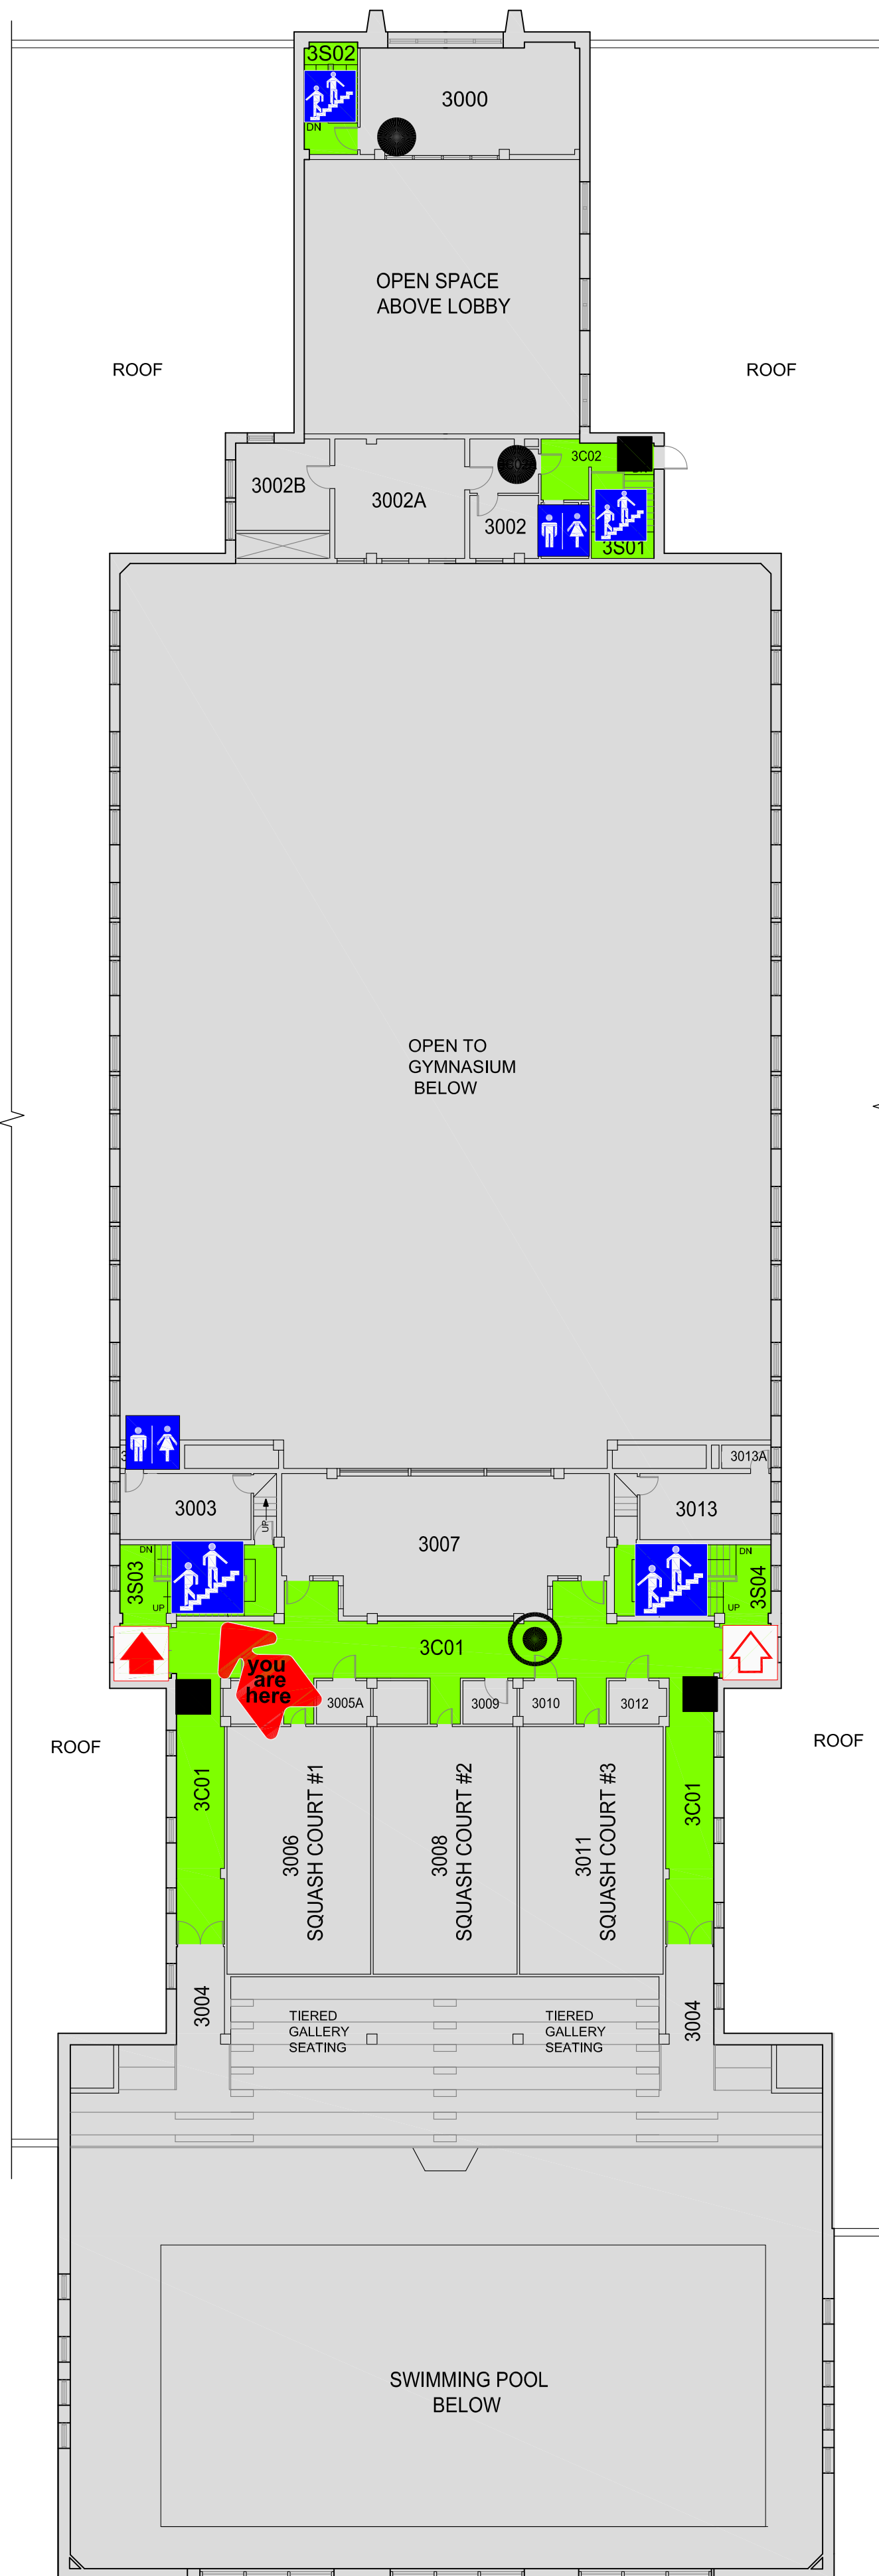 3S02
3000
DN
OPEN SPACE
ABOVE LOBBY
ROOF
ROOF
3C02
3002B
3002A
3002
3S01
OPEN TO
GYMNASIUM
BELOW
3013A
3003
3013
UP
3007
DN
DN
3S03
3S04
UP
UP
3C01
you
are
here
3005A
3009
3010
3012
ROOF
ROOF
3C01
3006
SQUASH COURT #1
3008
SQUASH COURT #2
3011
SQUASH COURT #3
3C01
3004
3004
TIERED
GALLERY
SEATING
TIERED
GALLERY
SEATING
SWIMMING POOL
BELOW